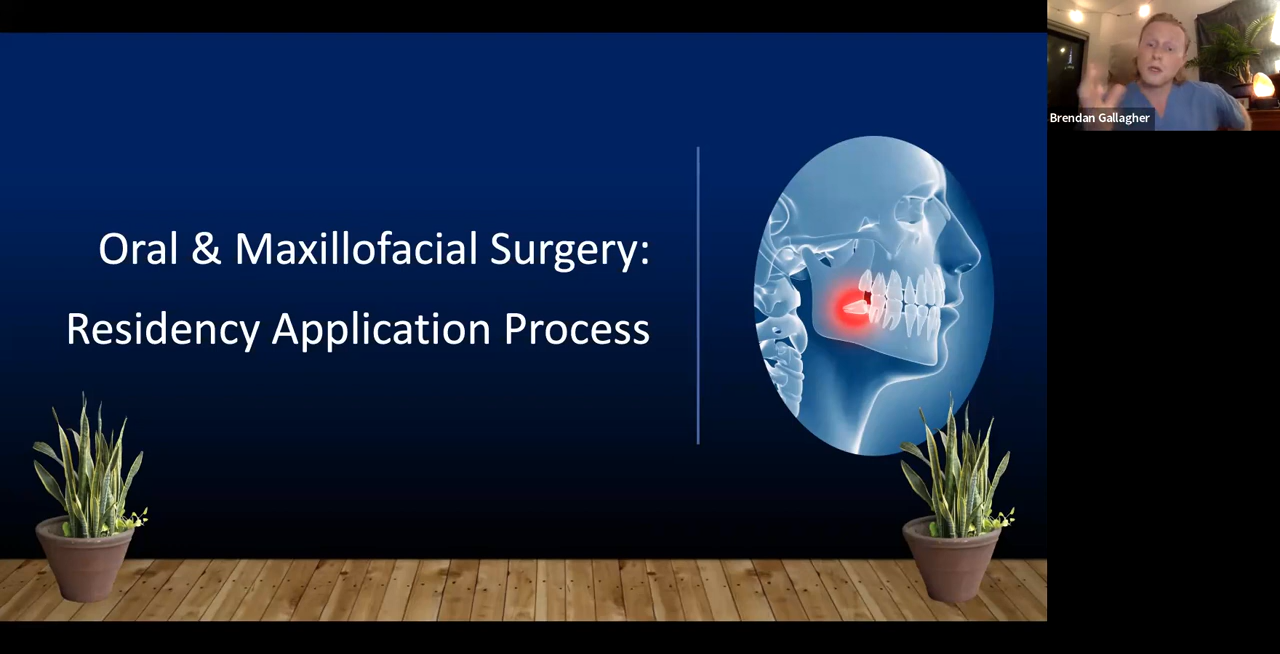 Oral & Maxillofacial Surgery:
Residency Application Process
Brendan Gallagher